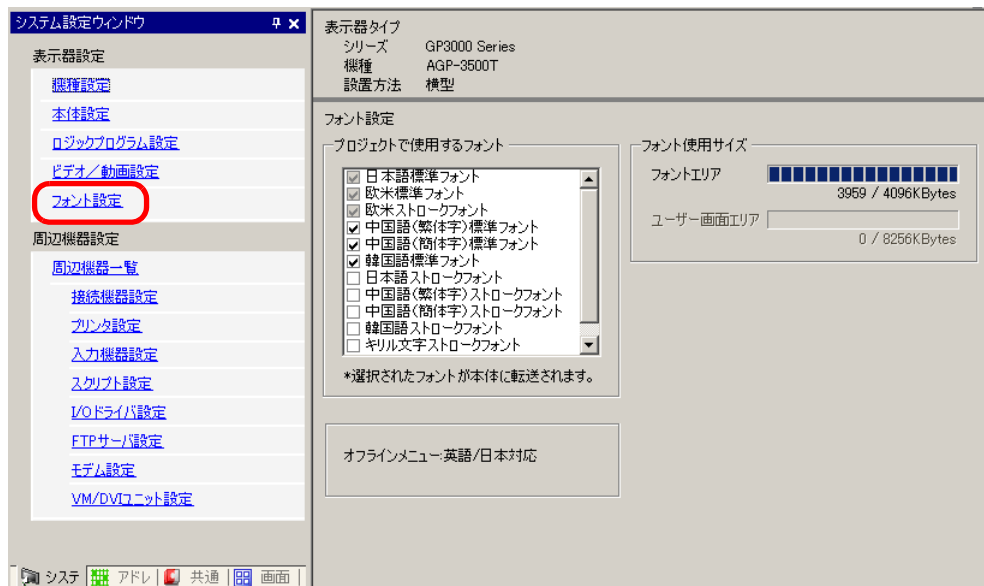 システム設定ウィンドウ
表示器設定
機種設定
本体設定
ロジックプログラム設定
ビデオ／動画設定
フォント設定
周辺機器設定
周辺機器一覧
接続機器設定
プリンタ設定
入力機器設定
スクリプト設定
I/Oドライバ設定
FTPサーバ設定
モデム設定
VM/DVIユニット設定
システ アドレ 共通 画面
表示器タイプ
シリーズ GP3000 Series
機種 AGP-3500T
設置方法 横型
フォント設定
プロジェクトで使用するフォント
日本語標準フォント
欧米標準フォント
欧米ストロークフォント
中国語(繁体字)標準フォント
中国語(簡体字)標準フォント
韓国語標準フォント
日本語ストロークフォント
中国語(繁体字)ストロークフォント
中国語(簡体字)ストロークフォント
韓国語ストロークフォント
キリル文字ストロークフォント
*選択されたフォントが本体に転送されます。
オフラインメニュー:英語/日本対応
フォント使用サイズ
フォントエリア
3959 / 4096KBytes
ユーザー画面エリア
0 / 8256KBytes